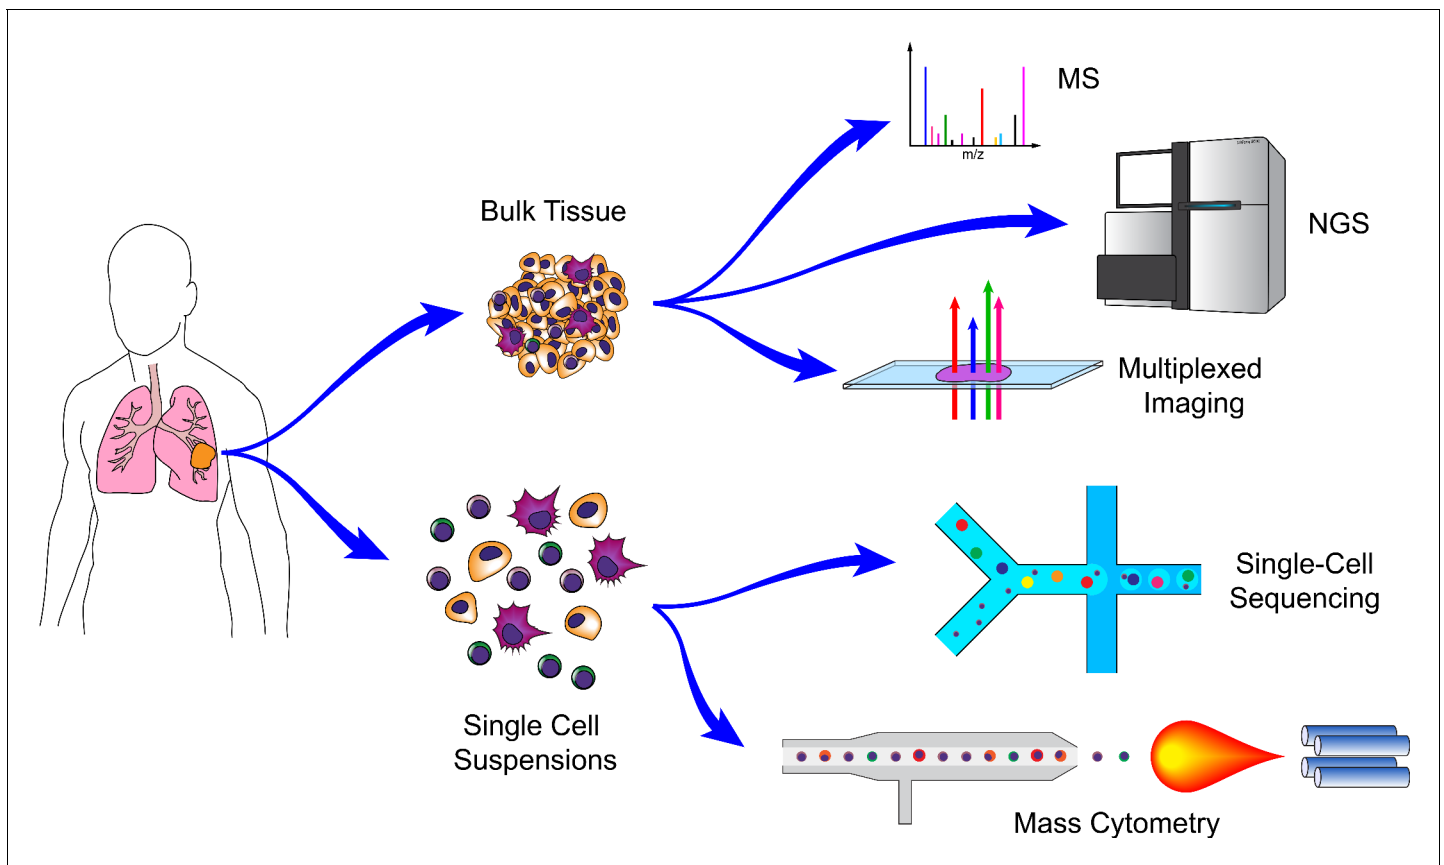 MS
m/z
Bulk Tissue
NGS
Multiplexed
Imaging
Single-Cell
Sequencing
Single Cell
Suspensions
Mass Cytometry